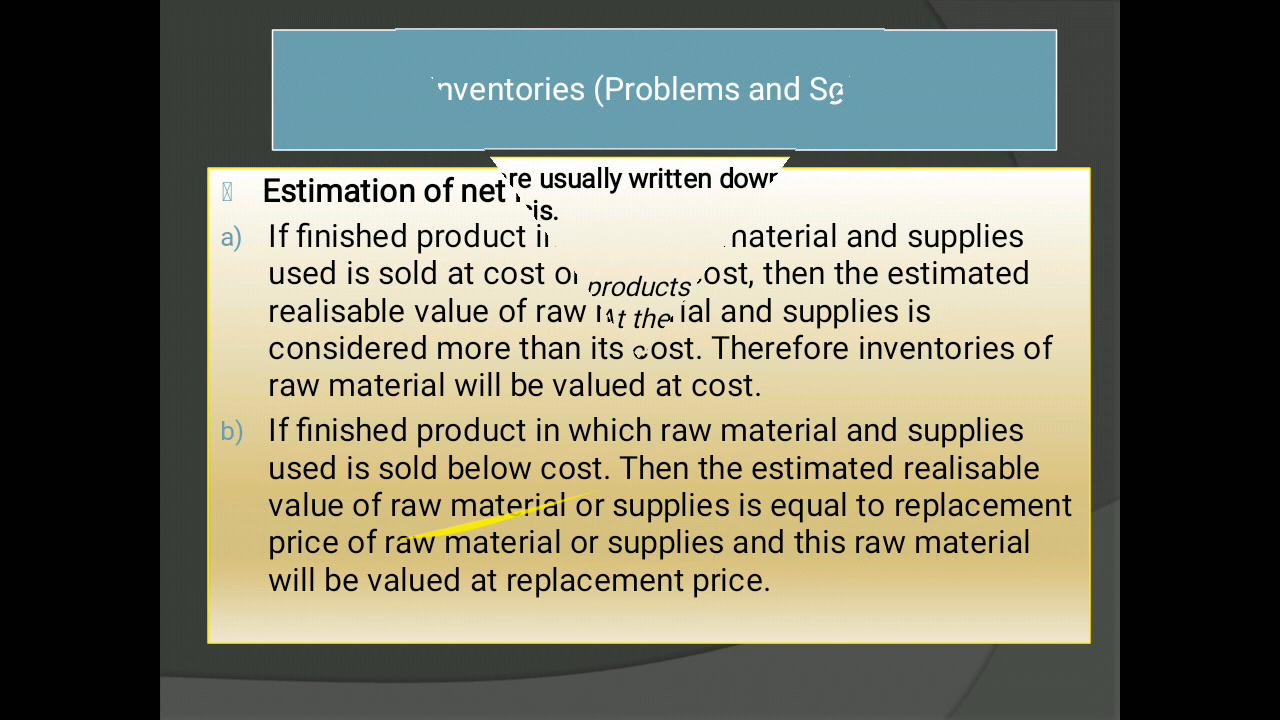 nventories (Problems and So
re usually written down
Estimation of net
is.
a) If finished product in material and supplies
used is sold at cost or ost, then the estimated
products
realisable value of raw ial and supplies is
At the
considered more than its cost. Therefore inventories of
raw material will be valued at cost.
b) If finished product in which raw material and supplies
used is sold below cost. Then the estimated realisable
value of raw material or supplies is equal to replacement
price of raw material or supplies and this raw material
will be valued at replacement price.